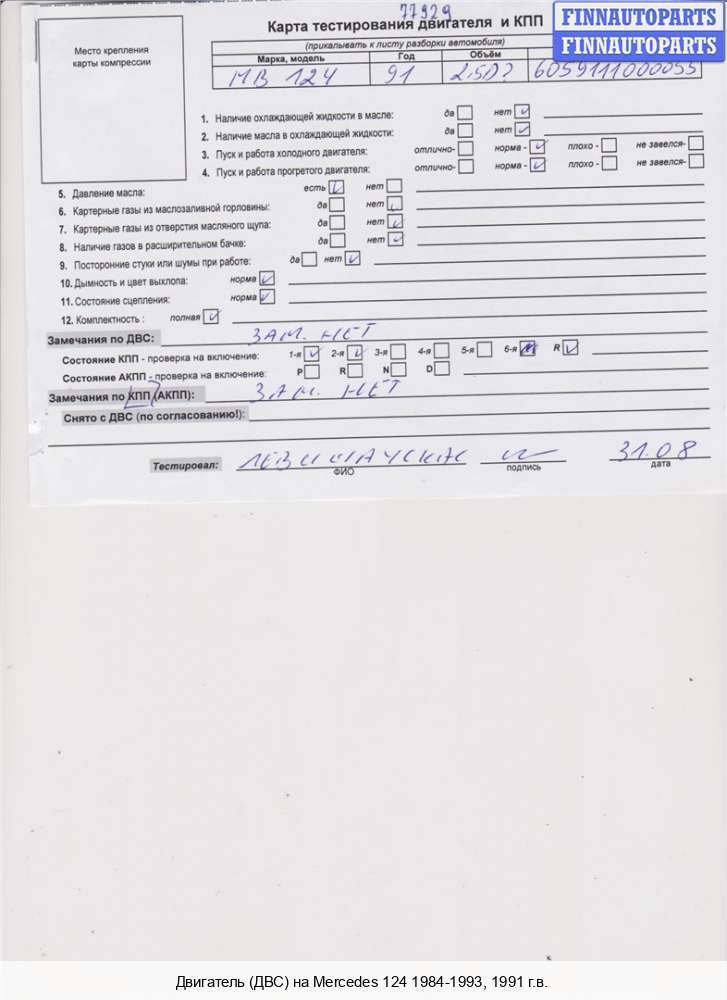 77929
Карта тестирования двигателя и КПП
FINNAUTOPARTS
FINNAUTOPARTS
Место крепления
карты компрессии
(прикалывать к листу разборки автомобиля)
Марка, модель Год Объём
МВ 124 91 2,5D? 6059111000055
1. Наличие охлаждающей жидкости в масле: да нет
2. Наличие масла в охлаждающей жидкости: да нет
3. Пуск и работа холодного двигателя: отлично- норма - плохо - не завелся-
4. Пуск и работа прогретого двигателя: отлично- норма - плохо - не завелся-
5. Давление масла: есть нет
6. Картерные газы из маслозаливной горловины: да нет
7. Картерные газы из отверстия масляного щупа: да нет
8. Наличие газов в расширительном бачке: да нет
9. Посторонние стуки или шумы при работе: да нет
10. Дымность и цвет выхлопа: норма
11. Состояние сцепления: норма
12. Комплектность : полная
Замечания по ДВС: ЗАМ. НЕТ
Состояние КПП - проверка на включение: 1-я 2-я 3-я 4-я 5-я 6-я R
Состояние АКПП - проверка на включение: P R N D
Замечания по КПП (АКПП): ЗАМ. НЕТ
Снято с ДВС (по согласованию!):
Тестировал: 31.08
ФИО подпись дата
Двигатель (ДВС) на Mercedes 124 1984-1993, 1991 г.в.